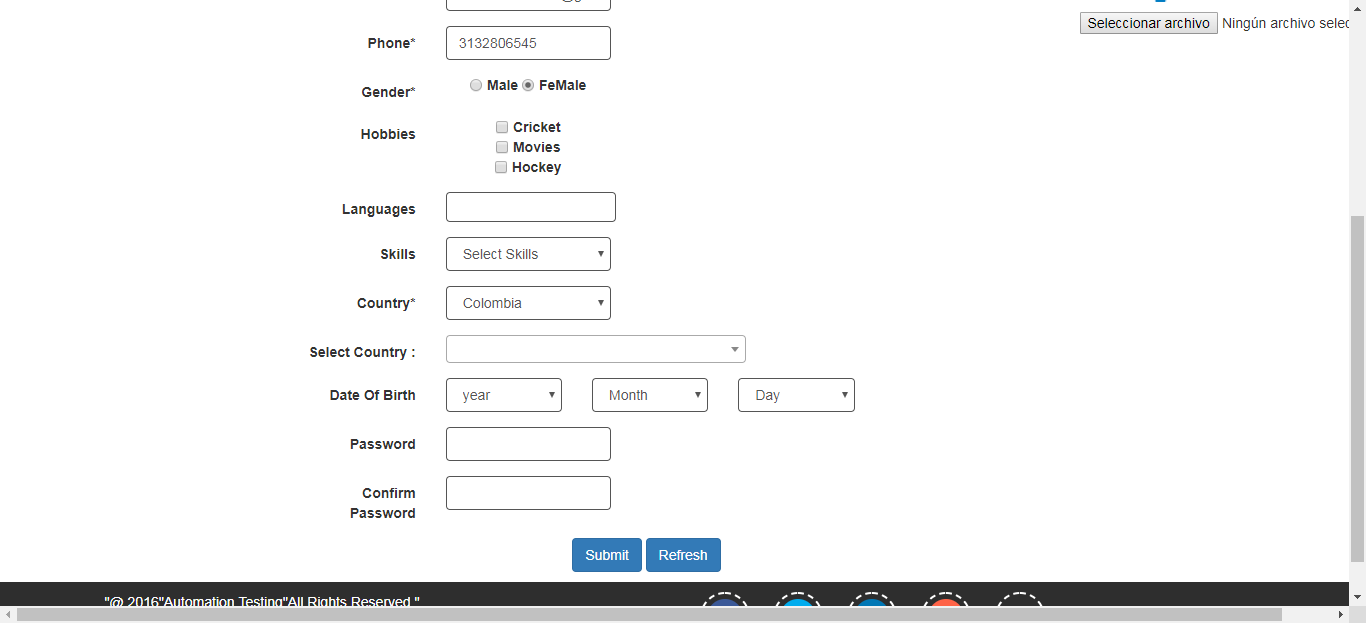 Seleccionar archivo Ningún archivo selec
Phone* 3132806545
Gender* Male FeMale
Hobbies
Cricket
Movies
Hockey
Languages
Skills Select Skills
Country* Colombia
Select Country :
Date Of Birth year Month Day
Password
Confirm
Password
Submit Refresh
"@ 2016"Automation Testing"All Rights Reserved "